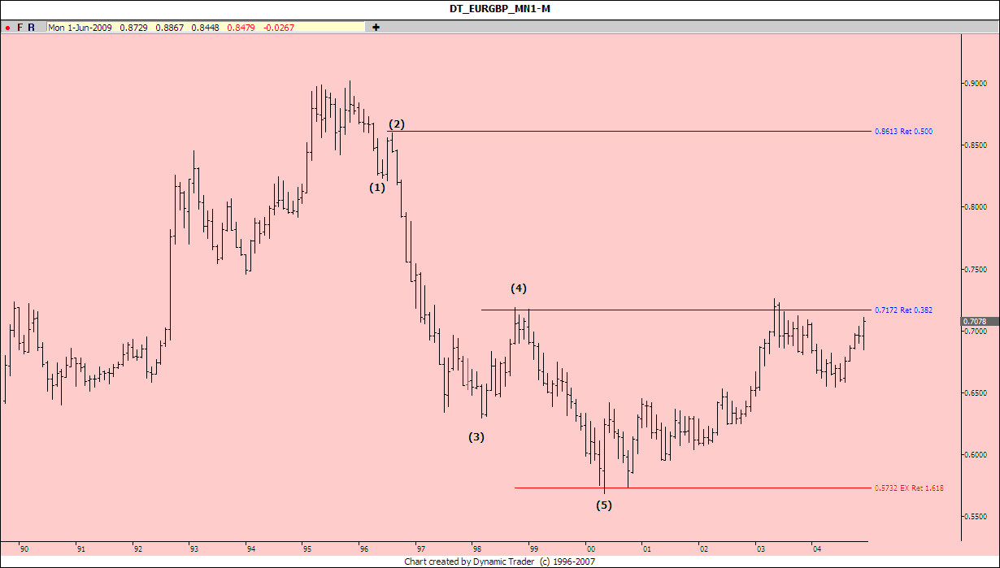 DT_EURGBP_MN1-M
F R Mon 1-Jun-2009 0.8729 0.8867 0.8448 0.8479 -0.0267 +
0.9000
(2)
0.8613 Ret 0.500
0.8500
(1)
0.8000
0.7500
(4)
0.7172 Ret 0.382
0.7078
0.7000
0.6500
(3)
0.6000
0.5732 EX Ret 1.618
(5)
0.5500
90 91 92 93 94 95 96 97 98 99 00 01 02 03 04
Chart created by Dynamic Trader (c) 1996-2007